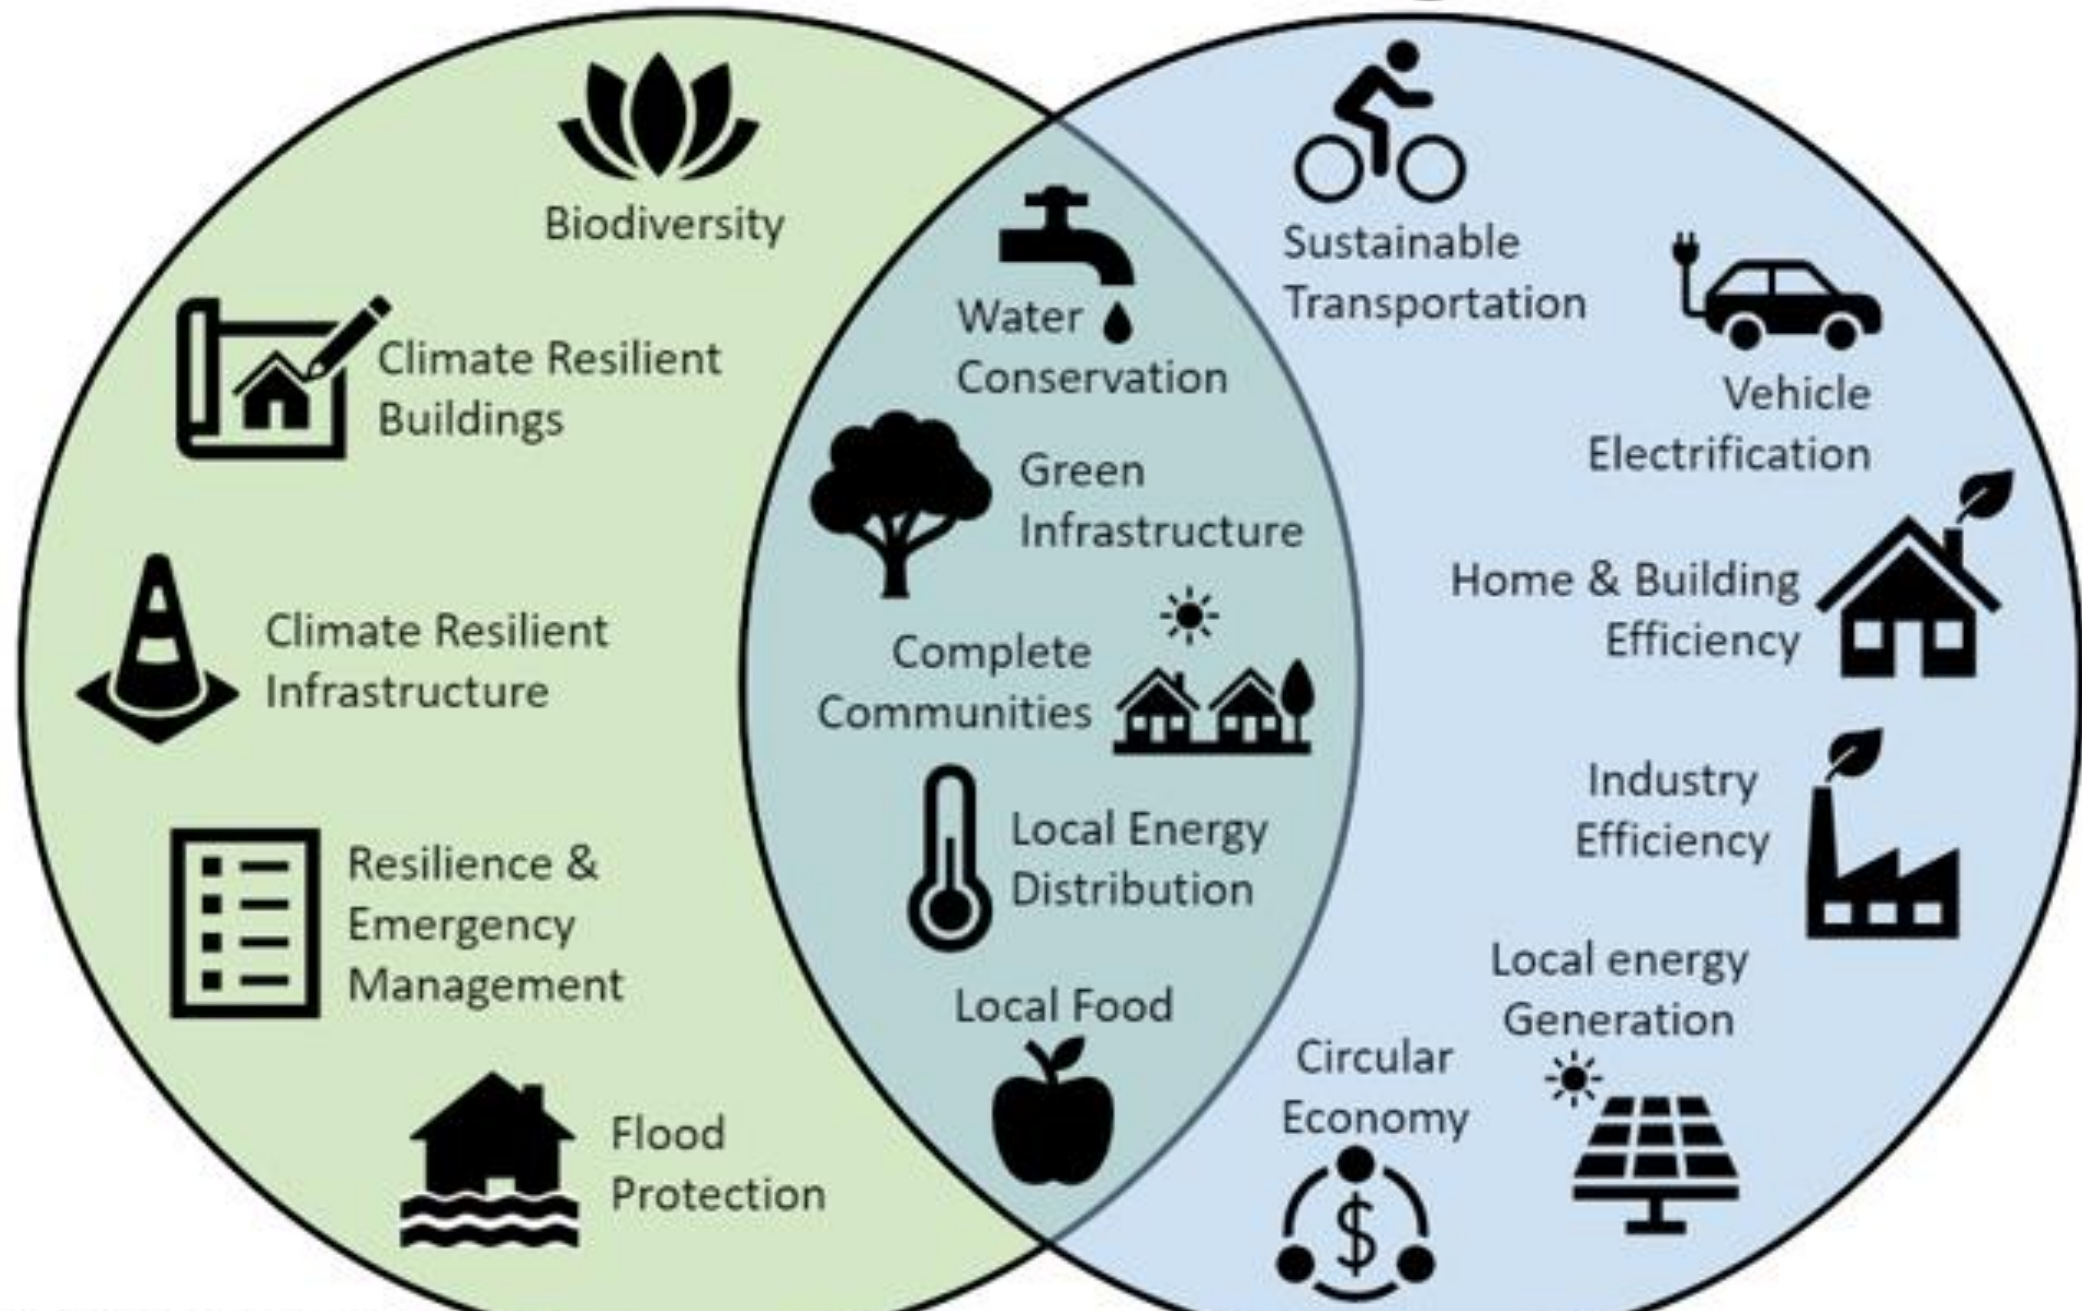 Biodiversity
Climate Resilient
Buildings
Climate Resilient
Infrastructure
Resilience &
Emergency
Management
Flood
Protection
Water
Conservation
Green
Infrastructure
Complete
Communities
Local Energy
Distribution
Local Food
Sustainable
Transportation
Vehicle
Electrification
Home & Building
Efficiency
Industry
Efficiency
Local energy
Generation
Circular
Economy
$